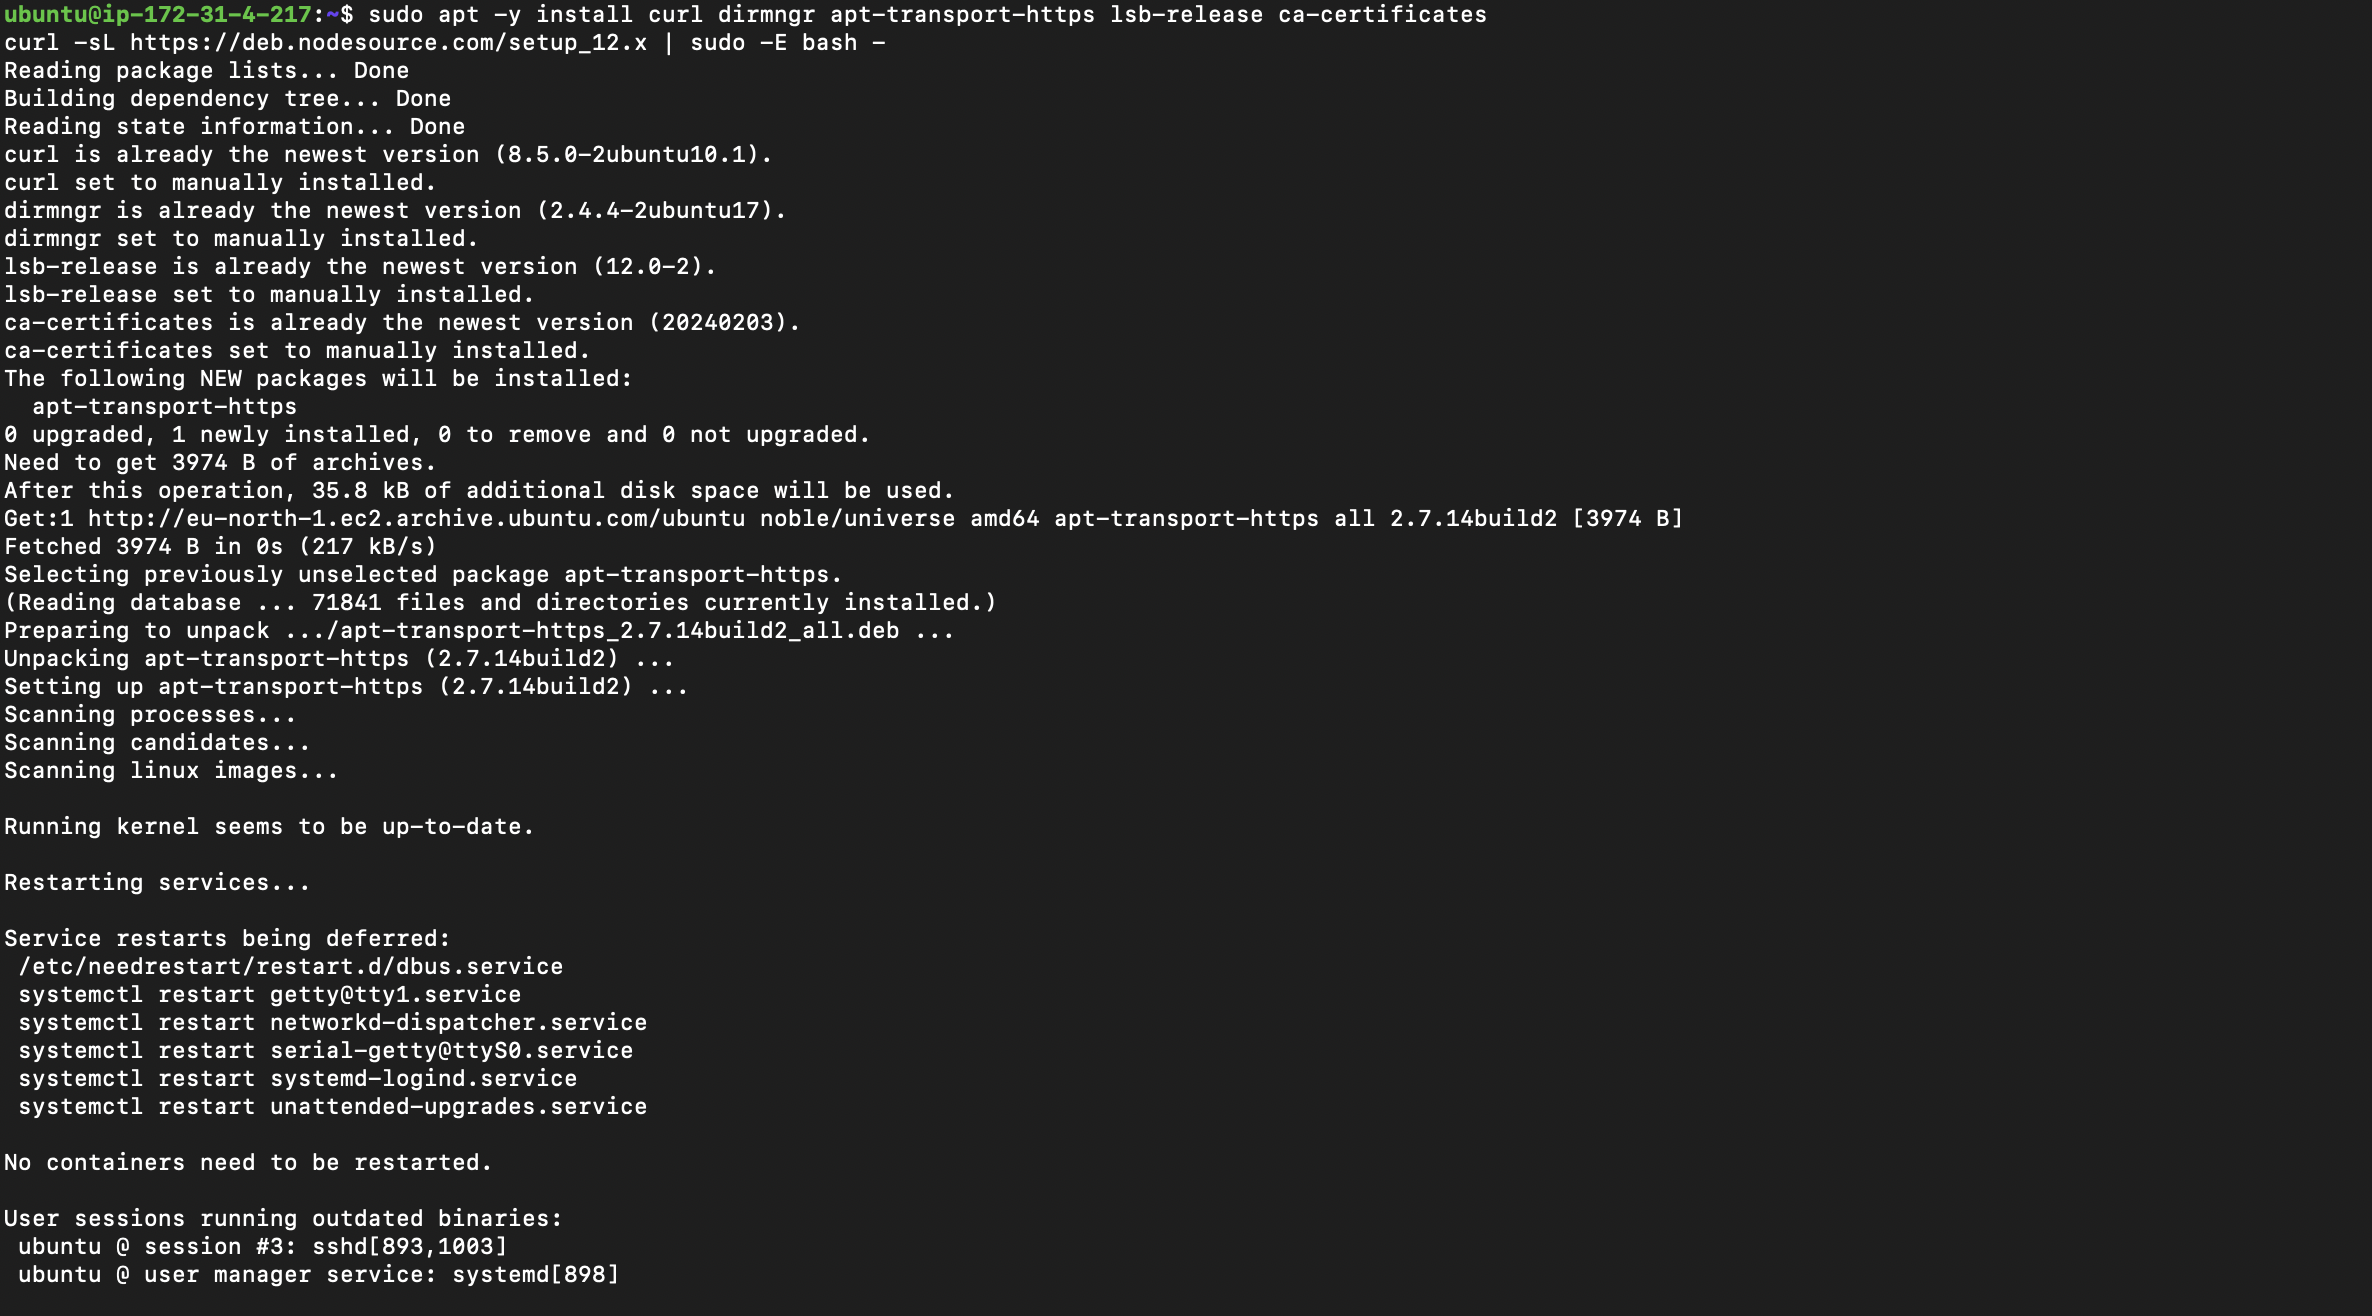 ubuntu@ip-172-31-4-217:~$ sudo apt -y install curl dirmngr apt-transport-https lsb-release ca-certificates
curl -sL https://deb.nodesource.com/setup_12.x | sudo -E bash -
Reading package lists... Done
Building dependency tree... Done
Reading state information... Done
curl is already the newest version (8.5.0-2ubuntu10.1).
curl set to manually installed.
dirmngr is already the newest version (2.4.4-2ubuntu17).
dirmngr set to manually installed.
lsb-release is already the newest version (12.0-2).
lsb-release set to manually installed.
ca-certificates is already the newest version (20240203).
ca-certificates set to manually installed.
The following NEW packages will be installed:
  apt-transport-https
0 upgraded, 1 newly installed, 0 to remove and 0 not upgraded.
Need to get 3974 B of archives.
After this operation, 35.8 kB of additional disk space will be used.
Get:1 http://eu-north-1.ec2.archive.ubuntu.com/ubuntu noble/universe amd64 apt-transport-https all 2.7.14build2 [3974 B]
Fetched 3974 B in 0s (217 kB/s)
Selecting previously unselected package apt-transport-https.
(Reading database ... 71841 files and directories currently installed.)
Preparing to unpack .../apt-transport-https_2.7.14build2_all.deb ...
Unpacking apt-transport-https (2.7.14build2) ...
Setting up apt-transport-https (2.7.14build2) ...
Scanning processes...
Scanning candidates...
Scanning linux images...

Running kernel seems to be up-to-date.

Restarting services...

Service restarts being deferred:
 /etc/needrestart/restart.d/dbus.service
 systemctl restart getty@tty1.service
 systemctl restart networkd-dispatcher.service
 systemctl restart serial-getty@ttyS0.service
 systemctl restart systemd-logind.service
 systemctl restart unattended-upgrades.service

No containers need to be restarted.

User sessions running outdated binaries:
 ubuntu @ session #3: sshd[893,1003]
 ubuntu @ user manager service: systemd[898]